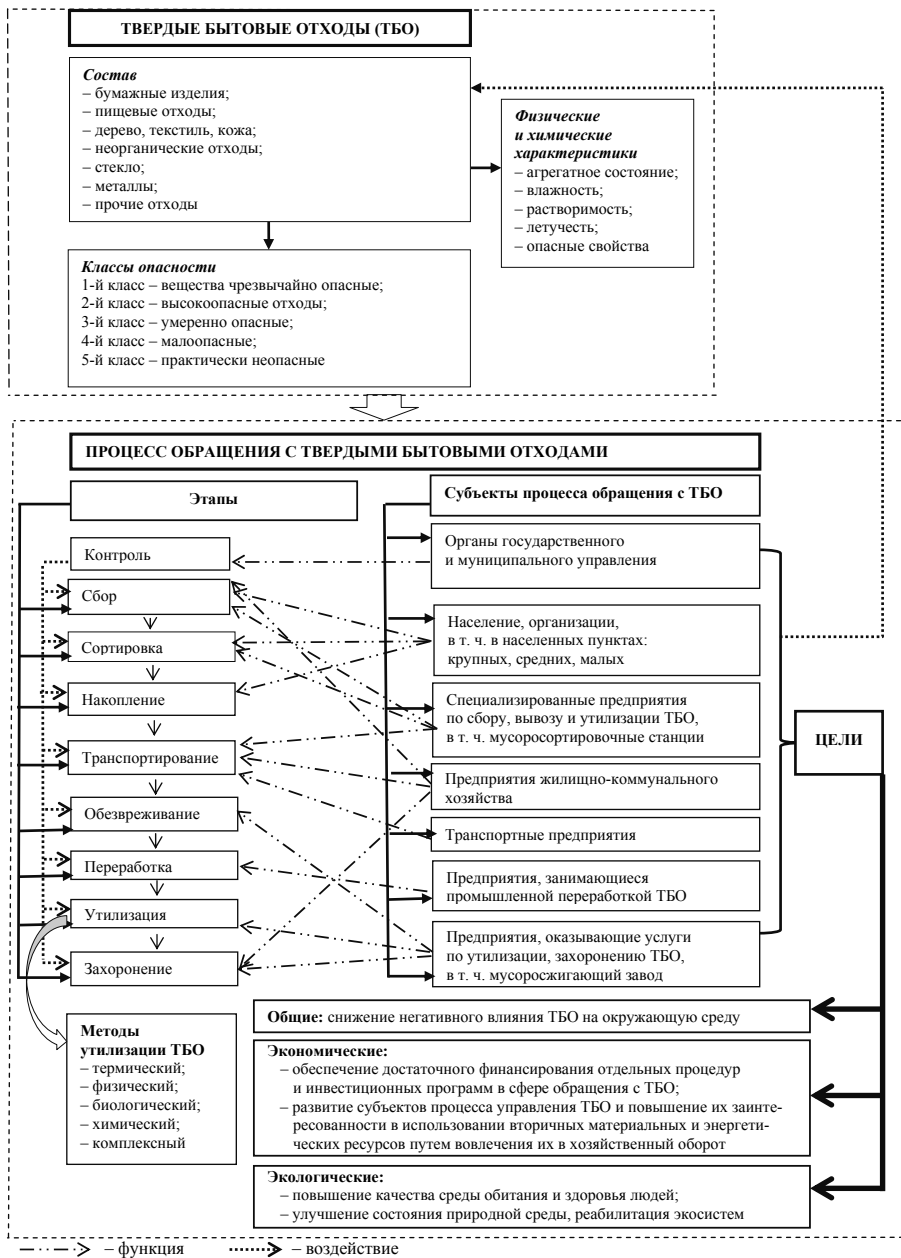 ТВЕРДЫЕ БЫТОВЫЕ ОТХОДЫ (ТБО)
Состав
– бумажные изделия;
– пищевые отходы;
– дерево, текстиль, кожа;
– неорганические отходы;
– стекло;
– металлы;
– прочие отходы
Физические
и химические
характеристики
– агрегатное состояние;
– влажность;
– растворимость;
– летучесть;
– опасные свойства
Классы опасности
1-й класс – вещества чрезвычайно опасные;
2-й класс – высокоопасные отходы;
3-й класс – умеренно опасные;
4-й класс – малоопасные;
5-й класс – практически неопасные
ПРОЦЕСС ОБРАЩЕНИЯ С ТВЕРДЫМИ БЫТОВЫМИ ОТХОДАМИ
Этапы
Контроль
Сбор
Сортировка
Накопление
Транспортирование
Обезвреживание
Переработка
Утилизация
Захоронение
Субъекты процесса обращения с ТБО
Органы государственного
и муниципального управления
Население, организации,
в т. ч. в населенных пунктах:
крупных, средних, малых
Специализированные предприятия
по сбору, вывозу и утилизации ТБО,
в т. ч. мусоросортировочные станции
Предприятия жилищно-коммунального
хозяйства
Транспортные предприятия
Предприятия, занимающиеся
промышленной переработкой ТБО
Предприятия, оказывающие услуги
по утилизации, захоронению ТБО,
в т. ч. мусоросжигающий завод
ЦЕЛИ
Методы
утилизации ТБО
– термический;
– физический;
– биологический;
– химический;
– комплексный
Общие: снижение негативного влияния ТБО на окружающую среду
Экономические:
– обеспечение достаточного финансирования отдельных процедур
и инвестиционных программ в сфере обращения с ТБО;
– развитие субъектов процесса управления ТБО и повышение их заинте-
ресованности в использовании вторичных материальных и энергети-
ческих ресурсов путем вовлечения их в хозяйственный оборот
Экологические:
– повышение качества среды обитания и здоровья людей;
– улучшение состояния природной среды, реабилитация экосистем
– функция
– воздействие